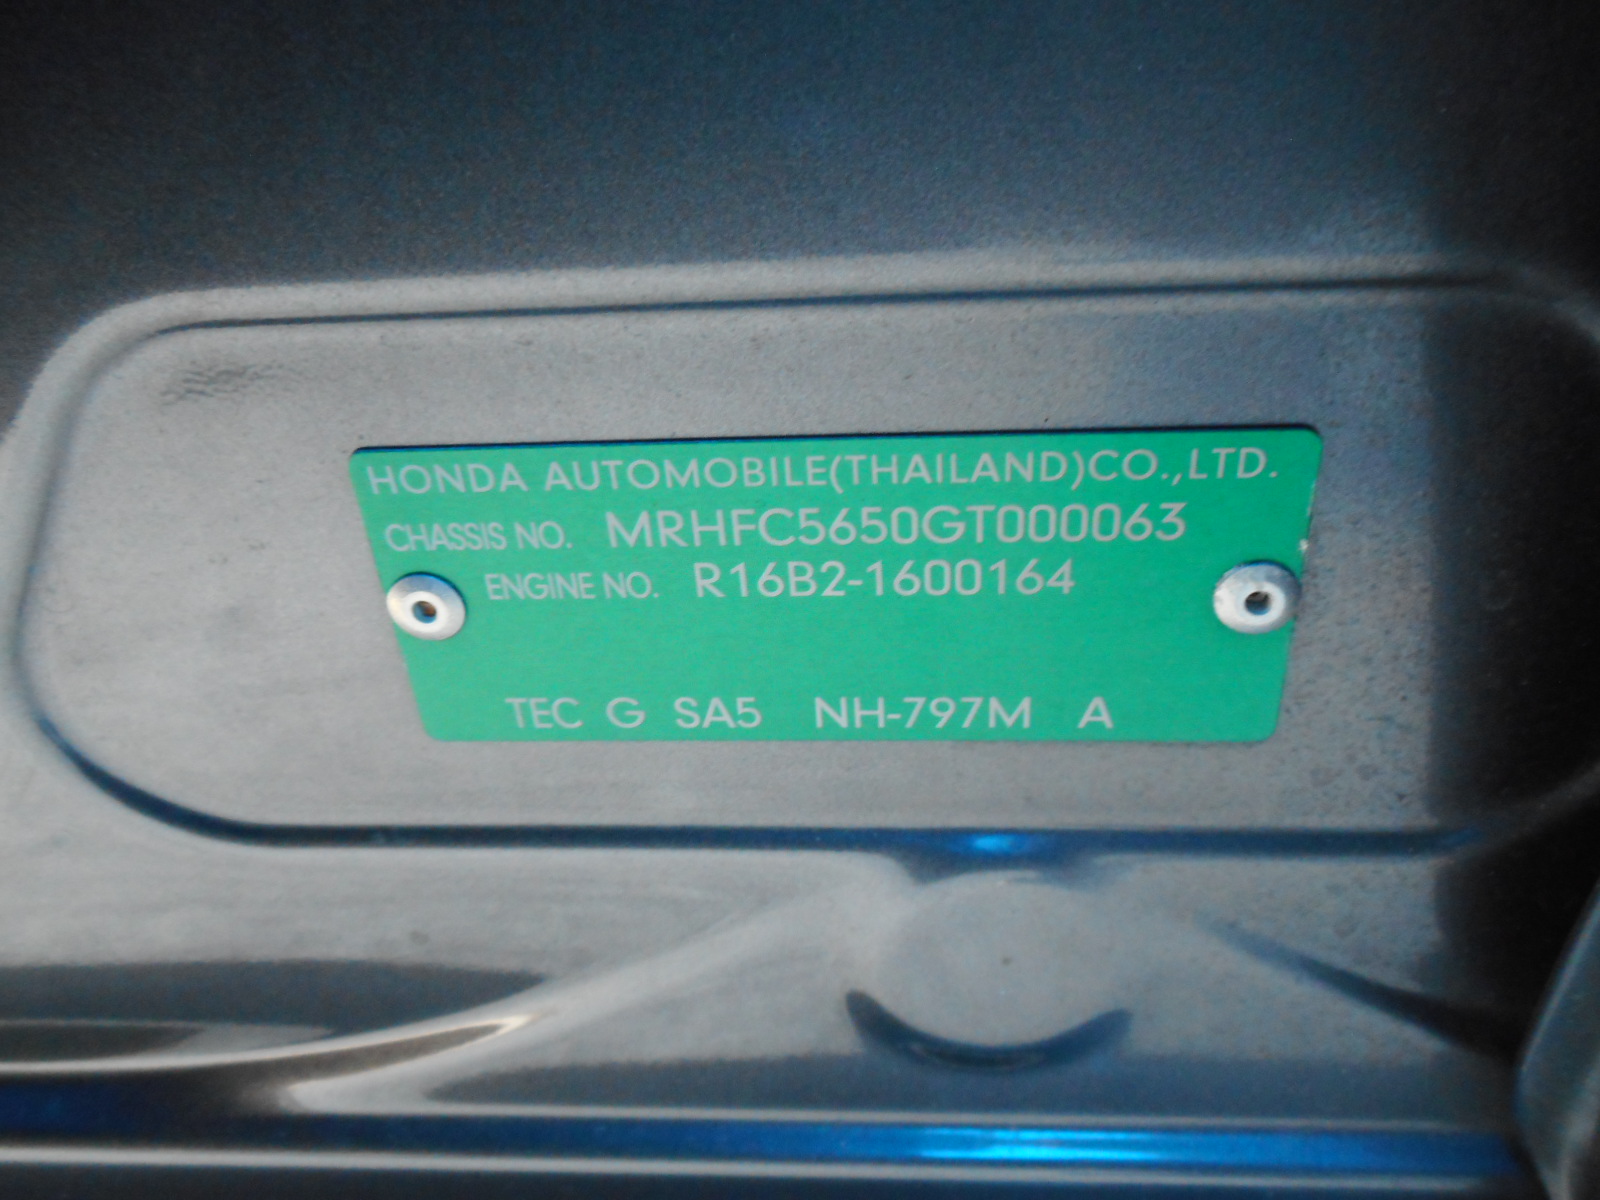 HONDA AUTOMOBILE(THAILAND)CO.,LTD.
CHASSIS NO. MRHFC5650GT000063
ENGINE NO. R16B2-1600164
TEC G SA5 NH-797M A